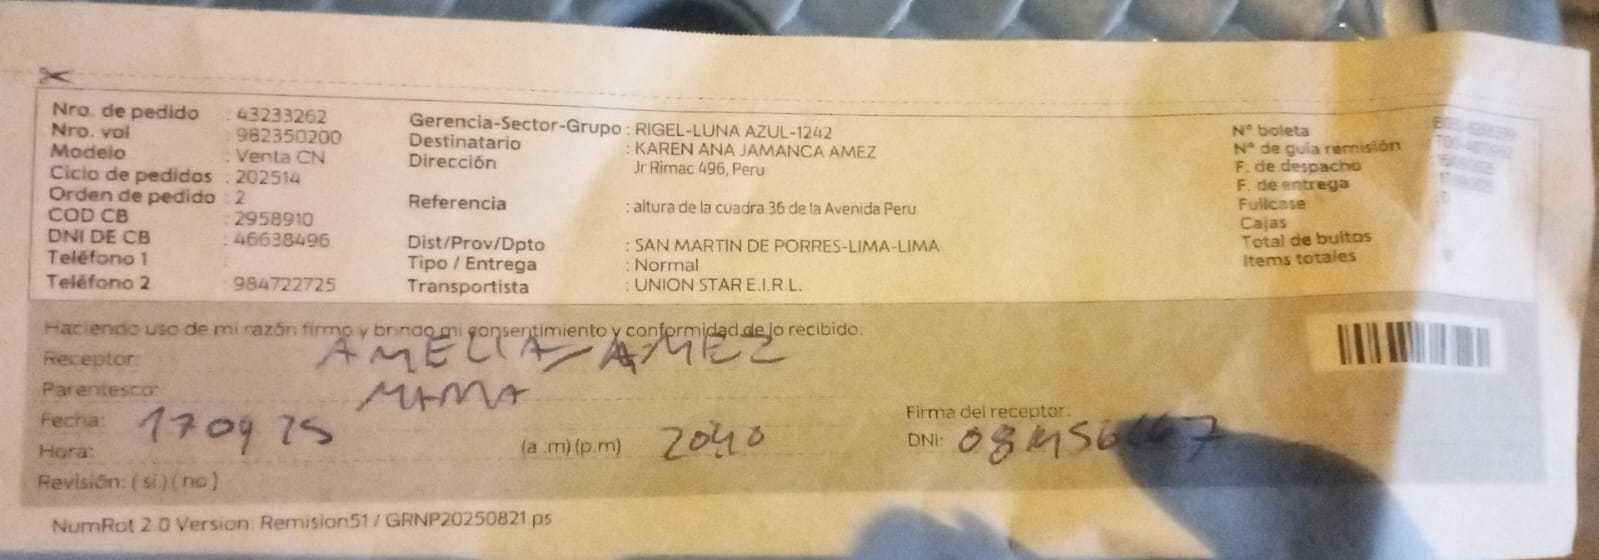 Nro. de pedido : 43233262
Nro. vol : 982350200
Modelo : Venta CN
Ciclo de pedidos : 202514
Orden de pedido : 2
COD CB : 2958910
DNI DE CB : 46638496
Teléfono 1
Teléfono 2 : 984722725
Gerencia-Sector-Grupo : RIGEL-LUNA AZUL-1242
Destinatario : KAREN ANA JAMANCA AMEZ
Dirección Jr Rimac 496, Peru
Referencia : altura de la cuadra 36 de la Avenida Peru
Dist/Prov/Dpto : SAN MARTIN DE PORRES-LIMA-LIMA
Tipo / Entrega : Normal
Transportista : UNION STAR E.I.R.L.
N° boleta
N° de guia remisión
F. de despacho
F. de entrega
Fullcase
Cajas
Total de bultos
Items totales
Haciendo uso de mi razón firmo y brindo mi consentimiento y conformidad de lo recibido.
Receptor: AMELIA AMEZ
Parentesco: MAMA
Fecha: 170925
Hora: (a .m) (p.m) 2040
Firma del receptor:
DNI:
Revisión: ( si ) ( no )
NumRot 2.0 Version: Remision51 / GRNP20250821.ps